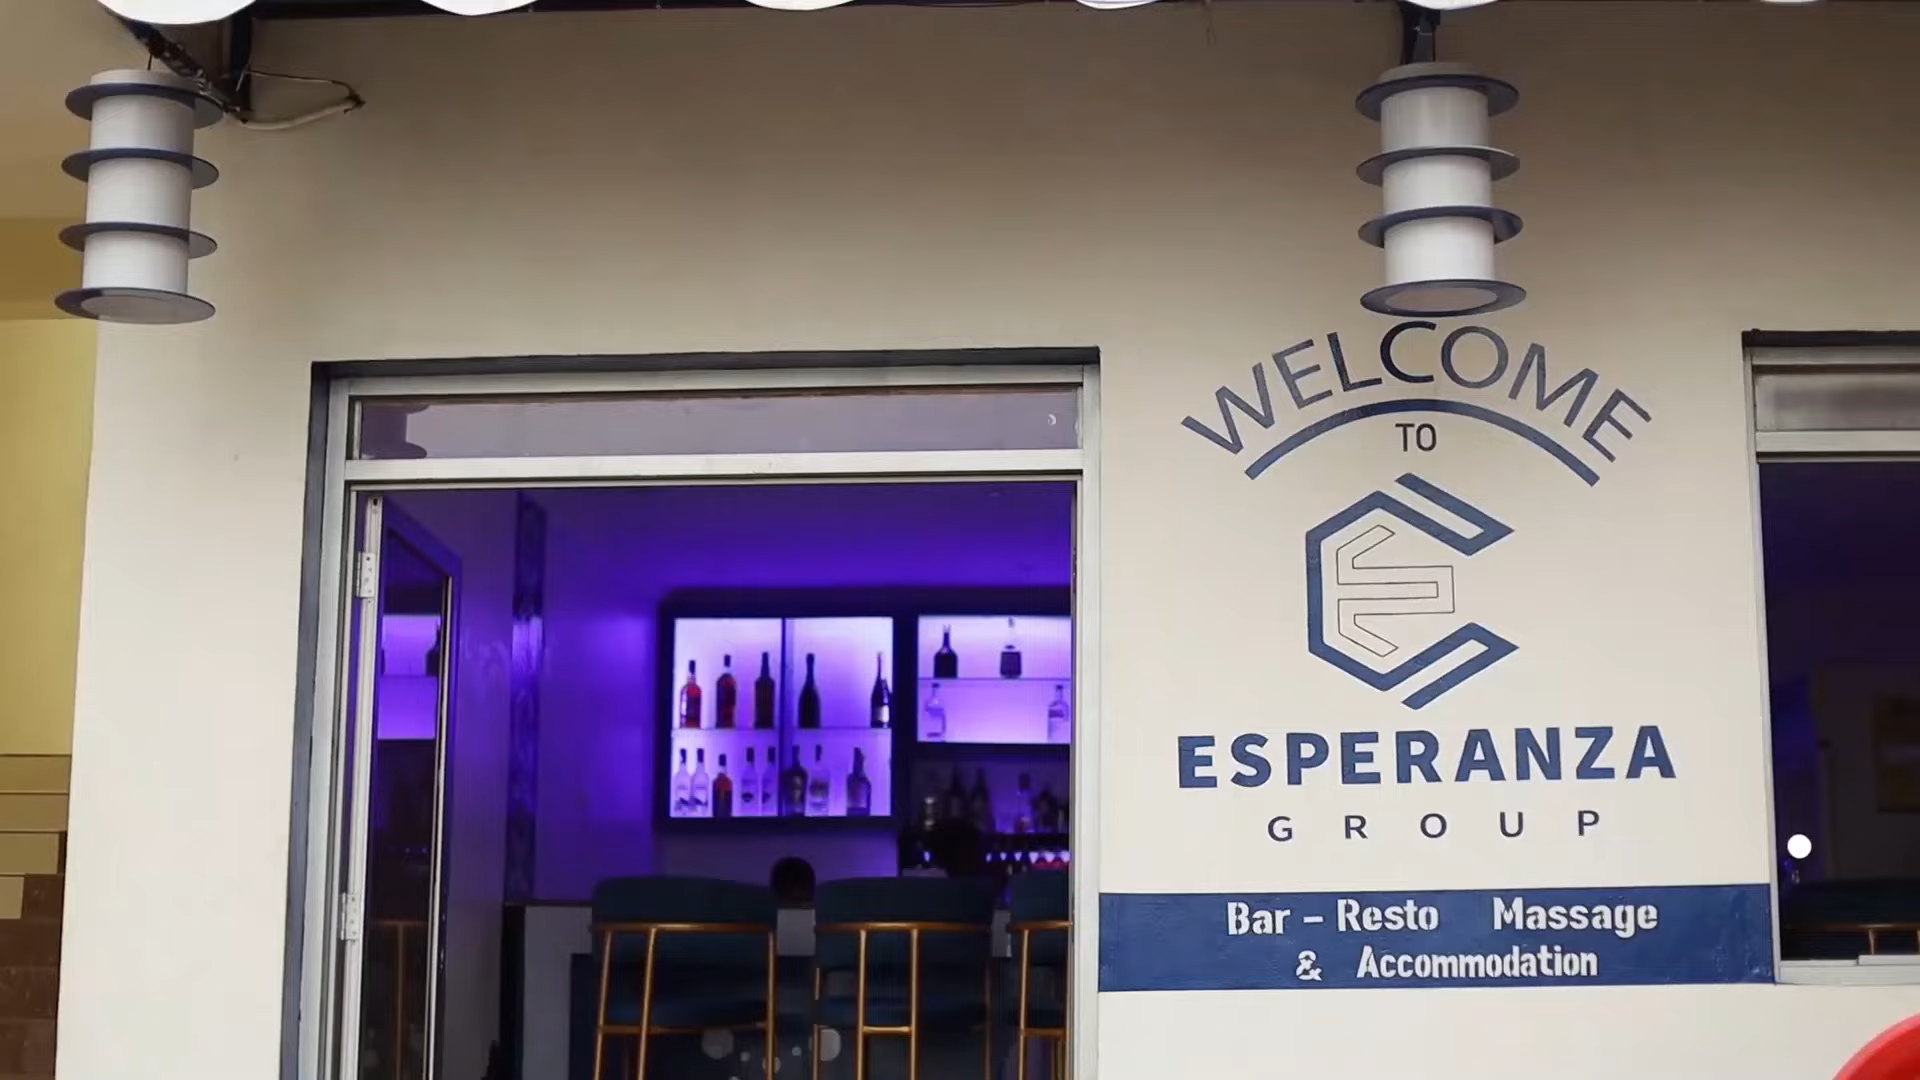 WELCOME
TO
ESPERANZA
GROUP
Bar - Resto Massage
& Accommodation